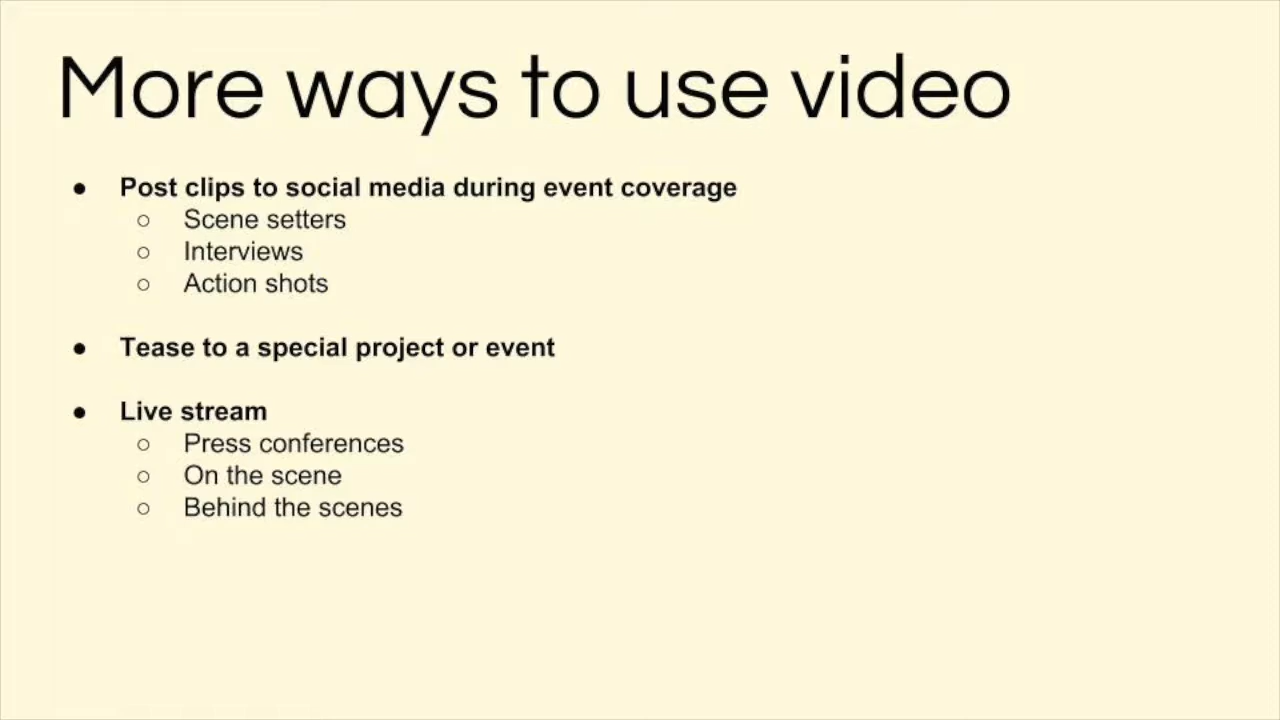 More ways to use video
● Post clips to social media during event coverage
○ Scene setters
○ Interviews
○ Action shots
● Tease to a special project or event
● Live stream
○ Press conferences
○ On the scene
○ Behind the scenes